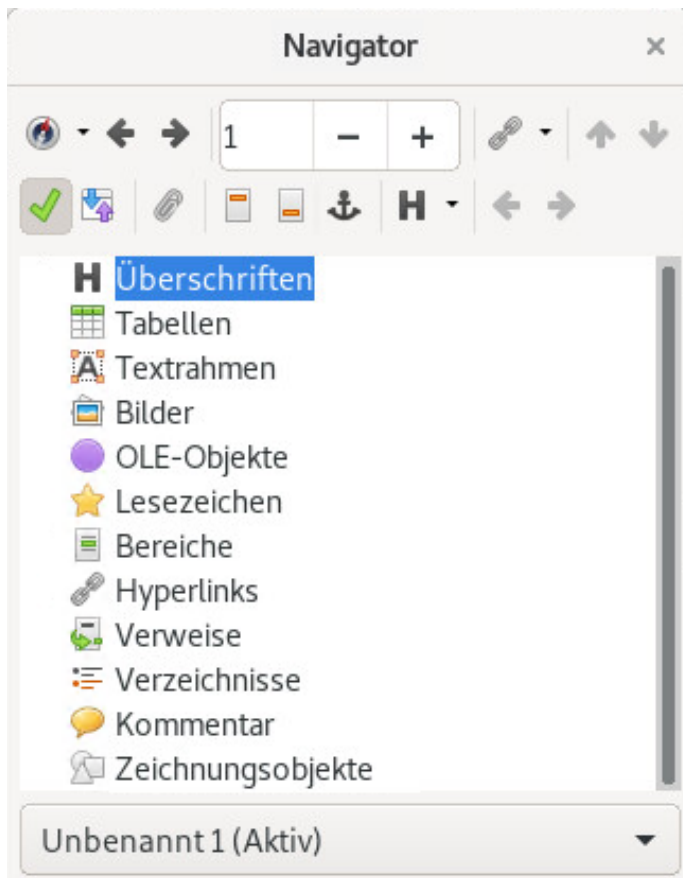 Navigator
1
H
Überschriften
Tabellen
Textrahmen
Bilder
OLE-Objekte
Lesezeichen
Bereiche
Hyperlinks
Verweise
Verzeichnisse
Kommentar
Zeichnungsobjekte
Unbenannt 1 (Aktiv)